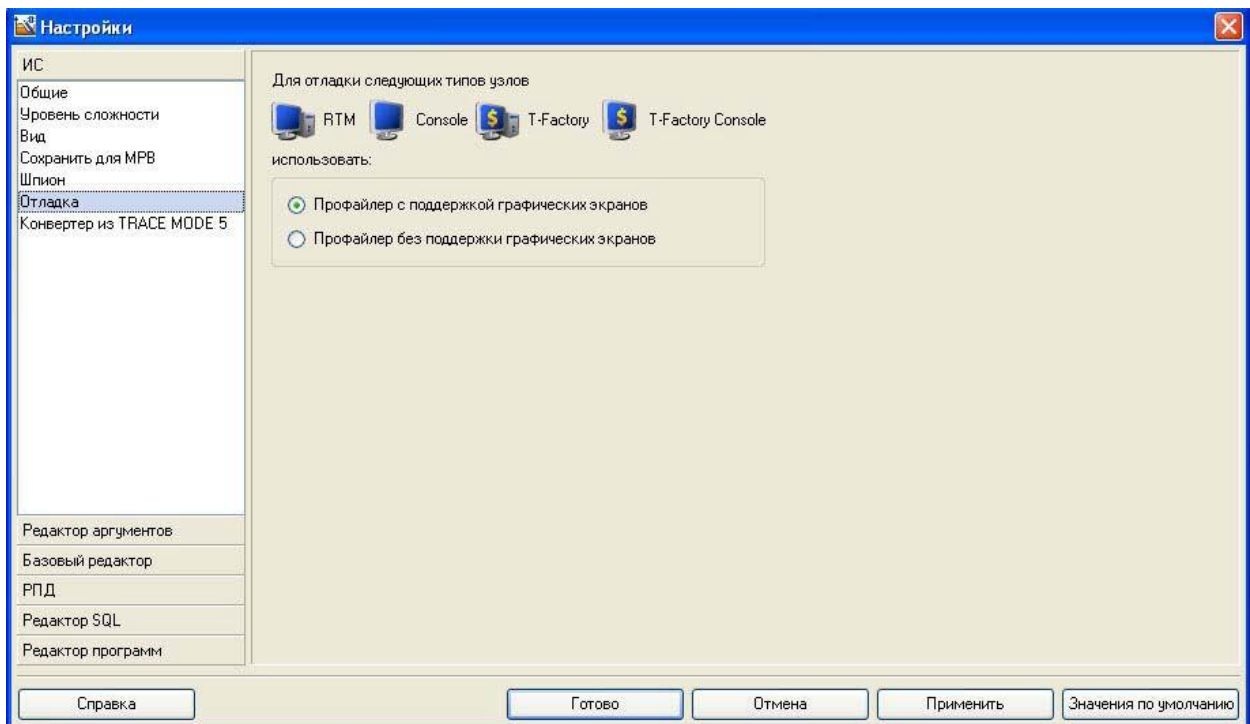 Настройки
ИС
Общие
Уровень сложности
Вид
Сохранить для МРВ
Шпион
Отладка
Конвертер из TRACE MODE 5
Редактор аргументов
Базовый редактор
РПД
Редактор SQL
Редактор программ
Для отладки следующих типов узлов
RTM Console T-Factory T-Factory Console
использовать:
Профайлер с поддержкой графических экранов
Профайлер без поддержки графических экранов
Справка Готово Отмена Применить Значения по умолчанию